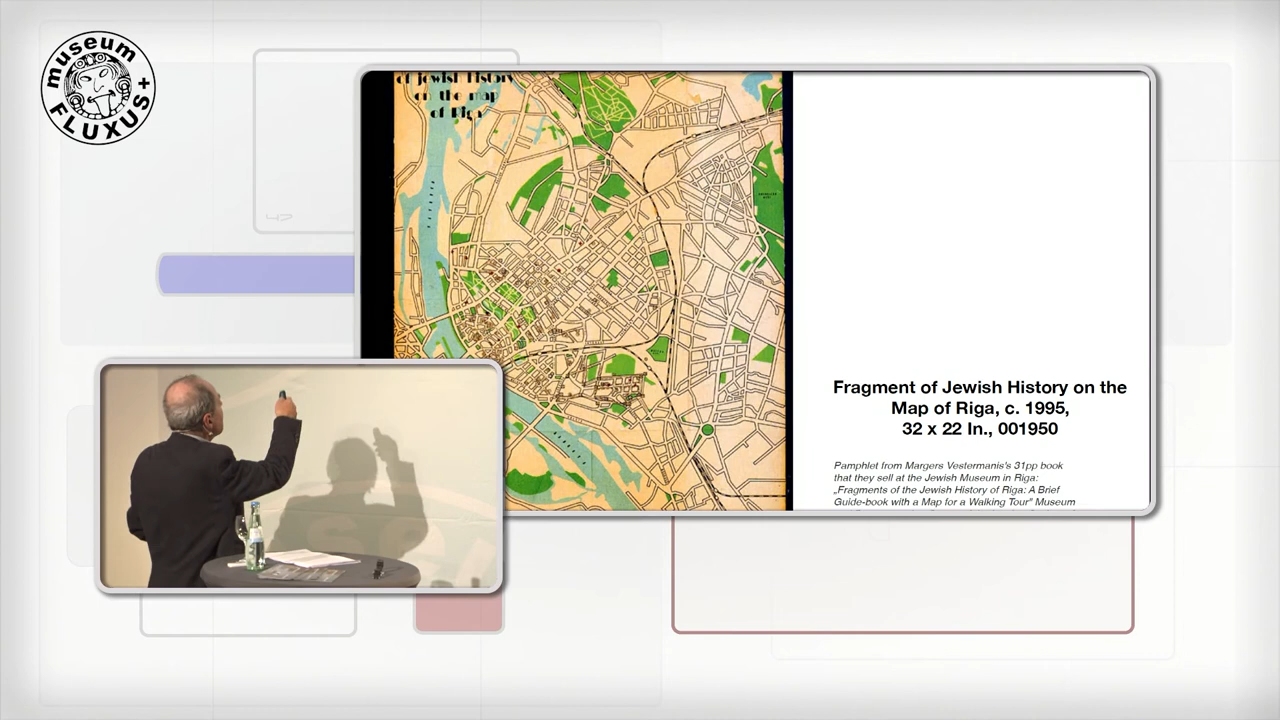 museum
FLUXUS+
of jewish history
on the map
of Riga
Fragment of Jewish History on the
Map of Riga, c. 1995,
32 x 22 In., 001950
Pamphlet from Margers Vestermanis's 31pp book
that they sell at the Jewish Museum in Riga:
„Fragments of the Jewish History of Riga: A Brief
Guide-book with a Map for a Walking Tour" Museum